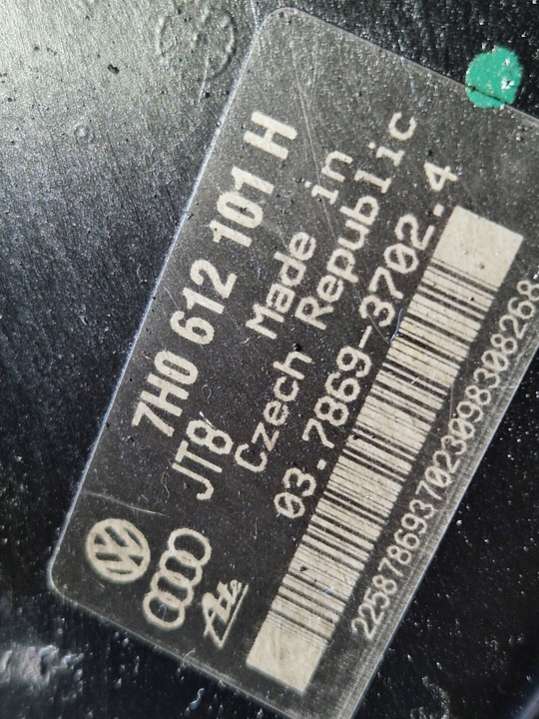 7H0 612 101 H
JT8 Made in
Czech Republic
03.7869-3702.4
22587869370230983082​68